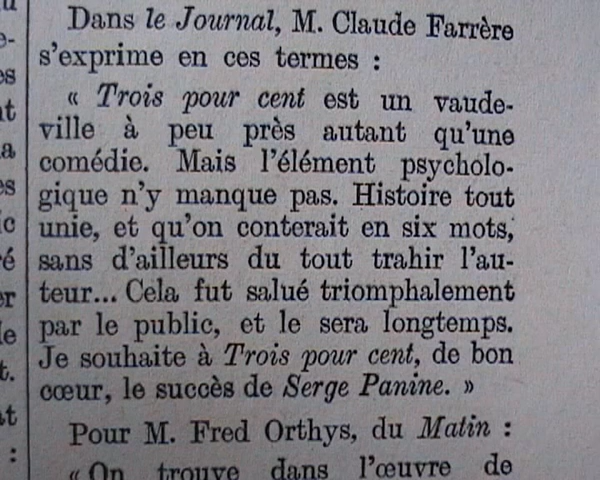 Dans le Journal, M. Claude Farrère
s'exprime en ces termes :
« Trois pour cent est un vaude-
ville à peu près autant qu'une
comédie. Mais l'élément psycholo-
gique n'y manque pas. Histoire tout
unie, et qu'on conterait en six mots,
sans d'ailleurs du tout trahir l'au-
teur... Cela fut salué triomphalement
par le public, et le sera longtemps.
Je souhaite à Trois pour cent, de bon
cœur, le succès de Serge Panine. »
Pour M. Fred Orthys, du Matin :
« On trouve dans l'œuvre de